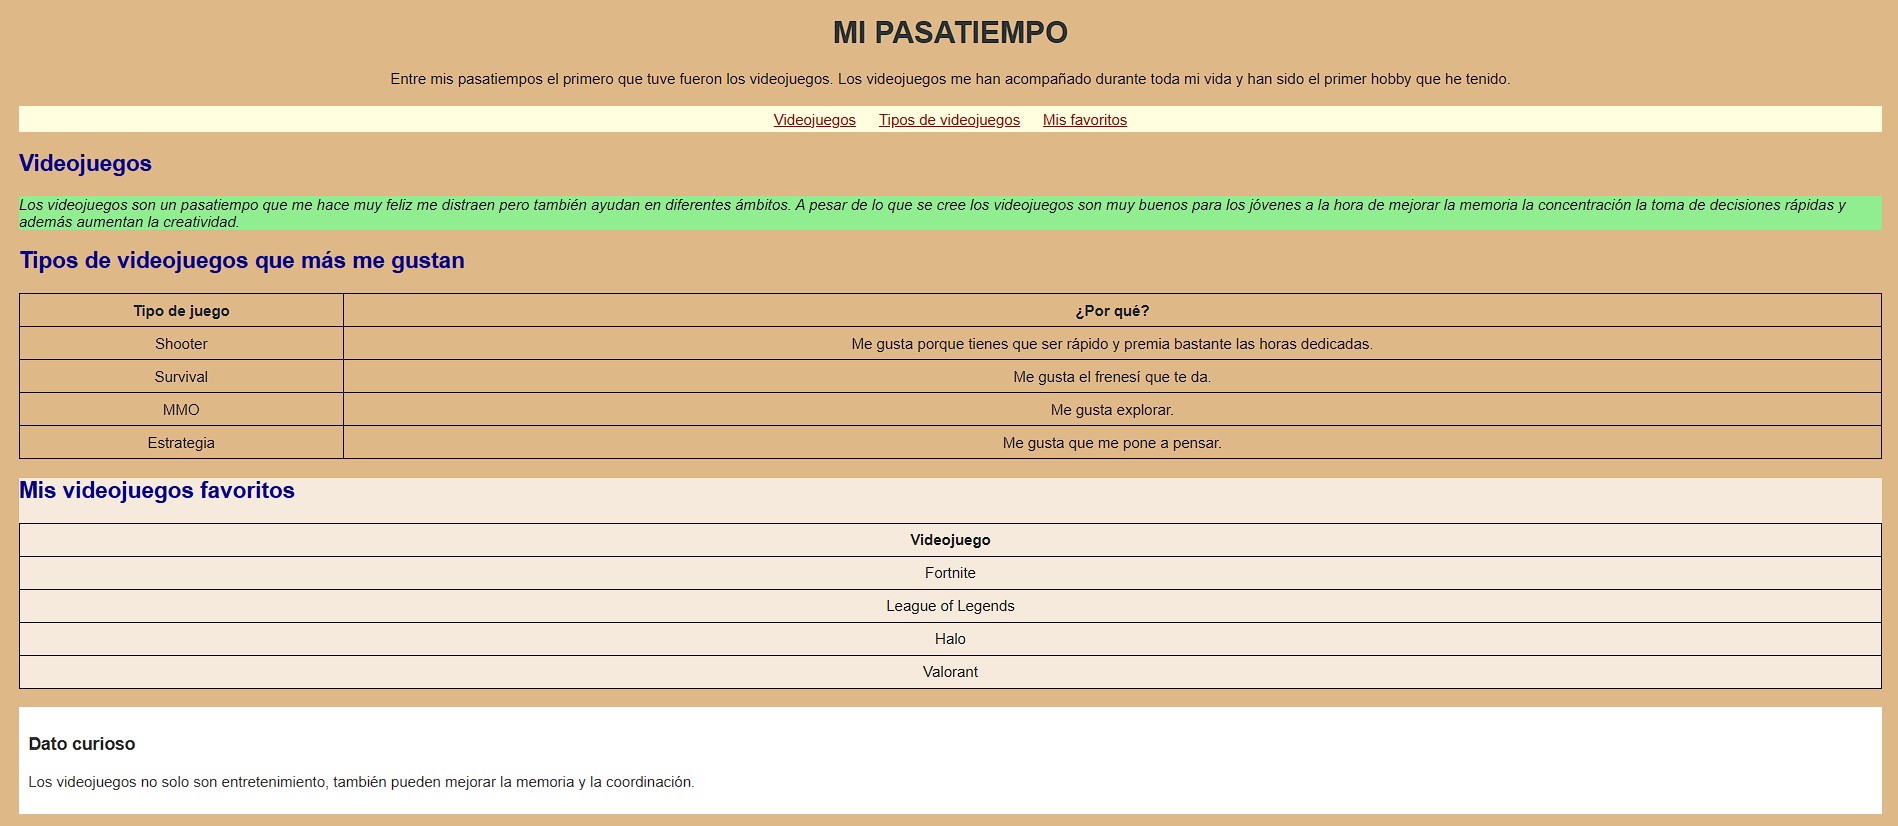 MI PASATIEMPO
Entre mis pasatiempos el primero que tuve fueron los videojuegos. Los videojuegos me han acompañado durante toda mi vida y han sido el primer hobby que he tenido.
Videojuegos Tipos de videojuegos Mis favoritos
Videojuegos
Los videojuegos son un pasatiempo que me hace muy feliz me distraen pero también ayudan en diferentes ámbitos. A pesar de lo que se cree los videojuegos son muy buenos para los jóvenes a la hora de mejorar la memoria la concentración la toma de decisiones rápidas y
además aumentan la creatividad.
Tipos de videojuegos que más me gustan
Tipo de juego ¿Por qué?
Shooter Me gusta porque tienes que ser rápido y premia bastante las horas dedicadas.
Survival Me gusta el frenesí que te da.
MMO Me gusta explorar.
Estrategia Me gusta que me pone a pensar.
Mis videojuegos favoritos
Videojuego
Fortnite
League of Legends
Halo
Valorant
Dato curioso
Los videojuegos no solo son entretenimiento, también pueden mejorar la memoria y la coordinación.